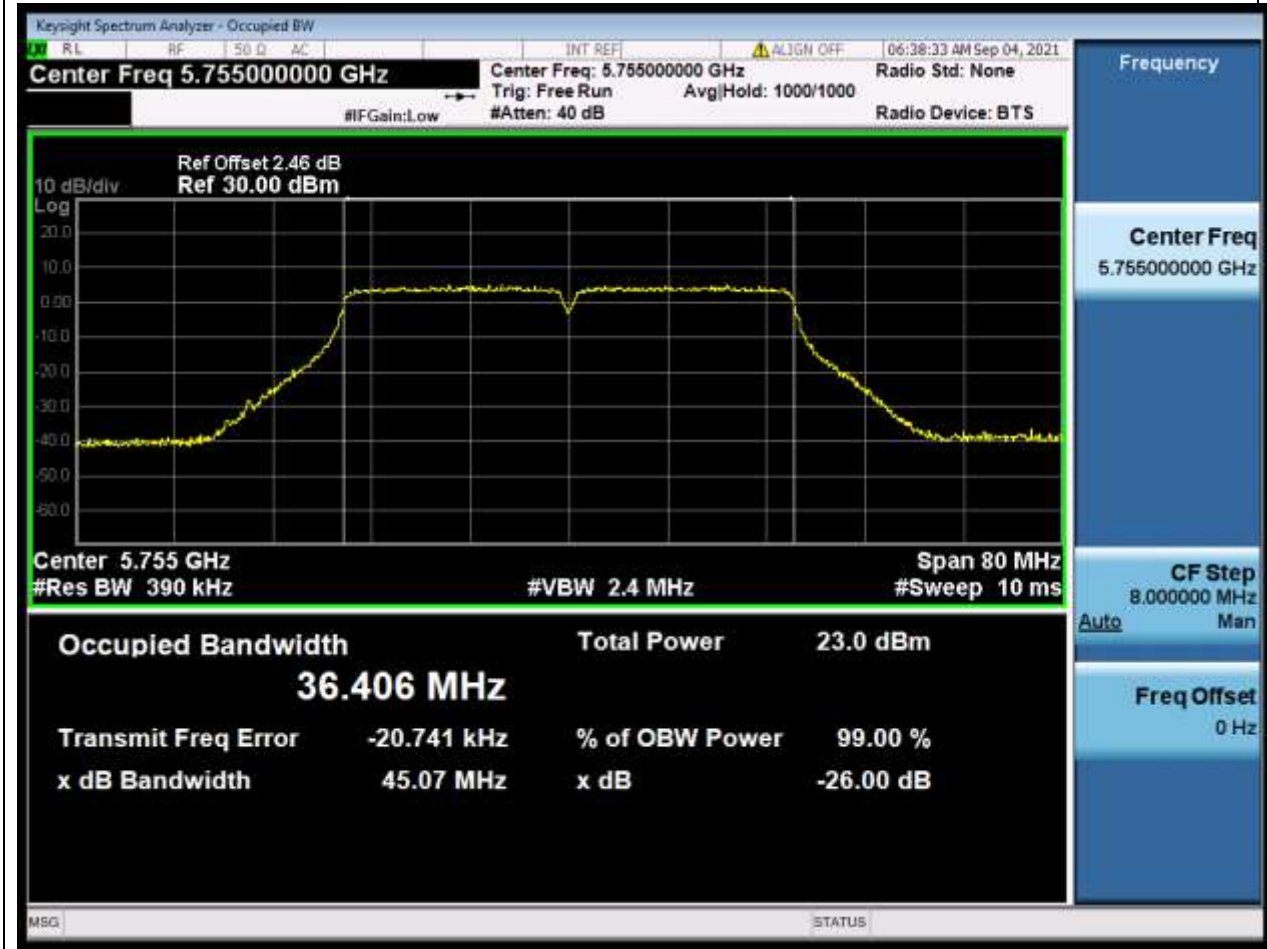 Keysight Spectrum Analyzer - Occupied BW
LXI RL RF 50 Ω AC INT REF ALIGN OFF 06:38:33 AM Sep 04, 2021
Center Freq 5.755000000 GHz Center Freq: 5.755000000 GHz Radio Std: None Frequency
Trig: Free Run Avg|Hold: 1000/1000
#IFGain:Low #Atten: 40 dB Radio Device: BTS
Ref Offset 2.46 dB
10 dB/div Ref 30.00 dBm
Log
20.0
10.0
0.00
-10.0
-20.0
-30.0
-40.0
-50.0
-60.0
Center 5.755 GHz Span 80 MHz
#Res BW 390 kHz #VBW 2.4 MHz #Sweep 10 ms
Occupied Bandwidth Total Power 23.0 dBm
36.406 MHz
Transmit Freq Error -20.741 kHz % of OBW Power 99.00 %
x dB Bandwidth 45.07 MHz x dB -26.00 dB
Center Freq
5.755000000 GHz
CF Step
8.000000 MHz
Auto Man
Freq Offset
0 Hz
MSG STATUS